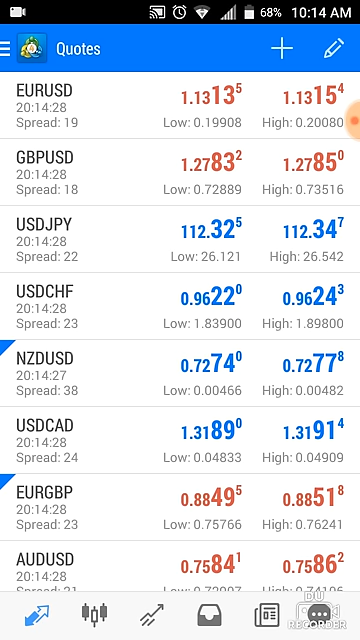 68% 10:14 AM
Quotes
EURUSD
20:14:28
Spread: 19
1.13135 1.13154
Low: 0.19908 High: 0.20080
GBPUSD
20:14:28
Spread: 18
1.27832 1.27850
Low: 0.72889 High: 0.73516
USDJPY
20:14:28
Spread: 22
112.325 112.347
Low: 26.121 High: 26.542
USDCHF
20:14:28
Spread: 23
0.96220 0.96243
Low: 1.83900 High: 1.89800
NZDUSD
20:14:27
Spread: 38
0.72740 0.72778
Low: 0.00466 High: 0.00482
USDCAD
20:14:28
Spread: 24
1.31890 1.31914
Low: 0.04833 High: 0.04909
EURGBP
20:14:28
Spread: 23
0.88495 0.88518
Low: 0.75766 High: 0.76241
AUDUSD
20:14:28
Spread: 21
0.75841 0.75862
DU
RECORDER